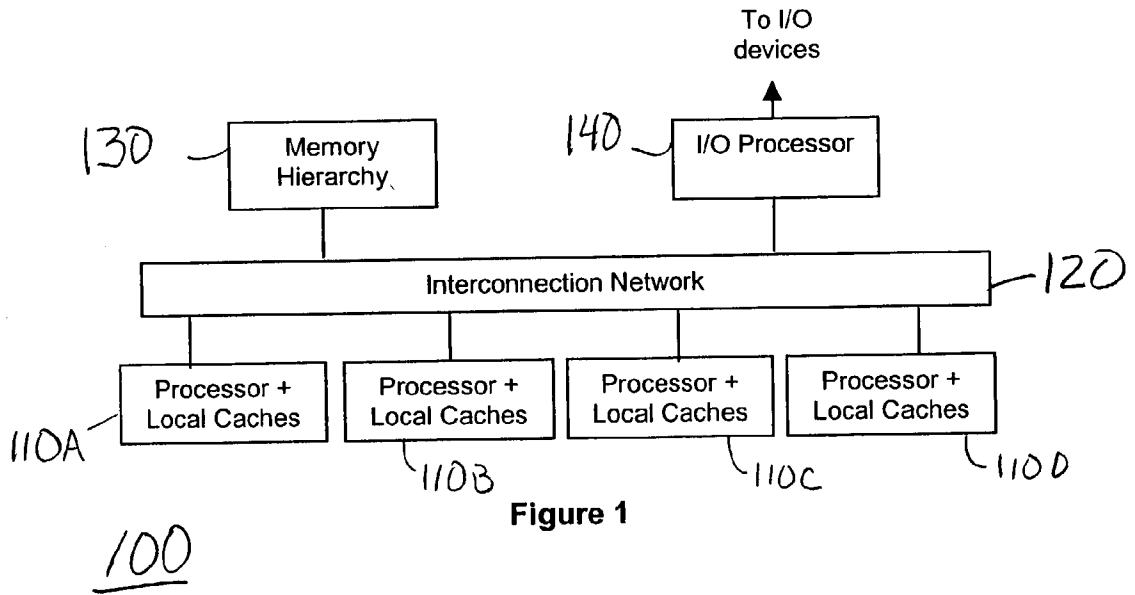 To I/O
devices
130
Memory
Hierarchy
140
I/O Processor
Interconnection Network
120
Processor +
Local Caches
Processor +
Local Caches
Processor +
Local Caches
Processor +
Local Caches
110A
110B
110C
110D
Figure 1
100